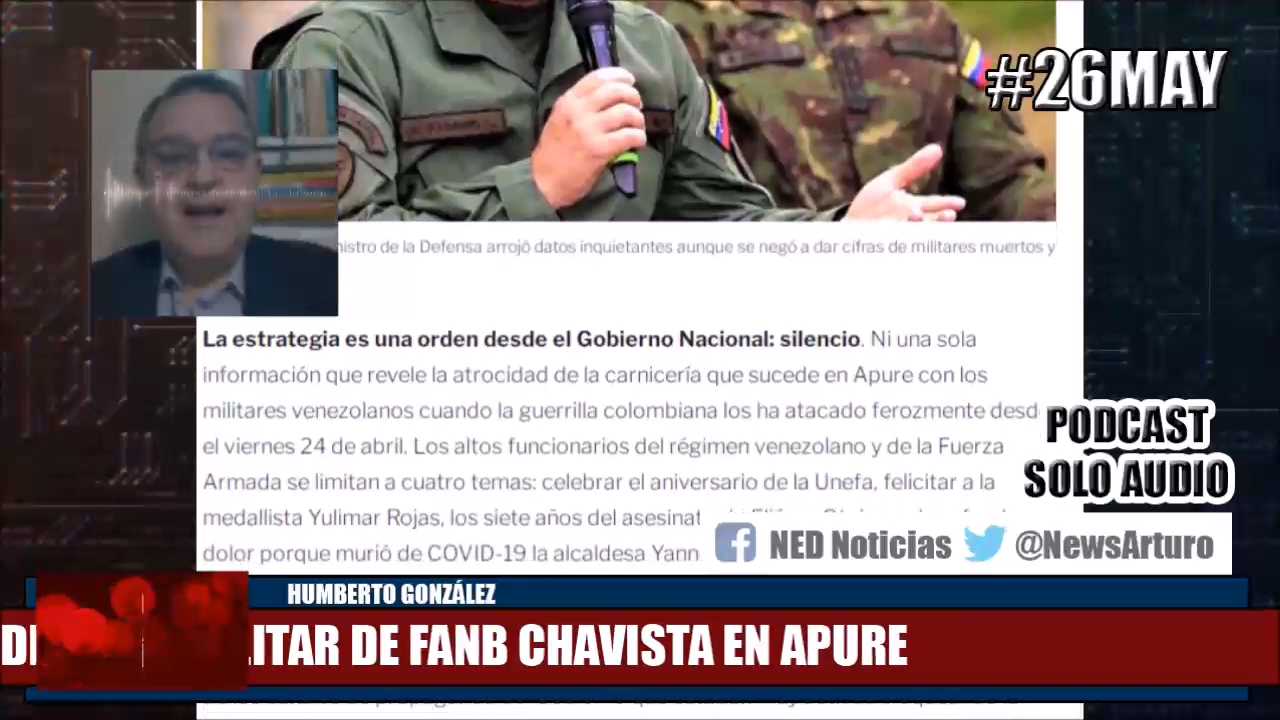 #26MAY
nistro de la Defensa arrojó datos inquietantes aunque se negó a dar cifras de militares muertos y
La estrategia es una orden desde el Gobierno Nacional: silencio. Ni una sola
información que revele la atrocidad de la carnicería que sucede en Apure con los
militares venezolanos cuando la guerrilla colombiana los ha atacado ferozmente desd
el viernes 24 de abril. Los altos funcionarios del régimen venezolano y de la Fuerza
Armada se limitan a cuatro temas: celebrar el aniversario de la Unefa, felicitar a la
medallista Yulimar Rojas, los siete años del asesinat
dolor porque murió de COVID-19 la alcaldesa Yann
PODCAST
SOLO AUDIO
NED Noticias @NewsArturo
HUMBERTO GONZÁLEZ
ITAR DE FANB CHAVISTA EN APURE